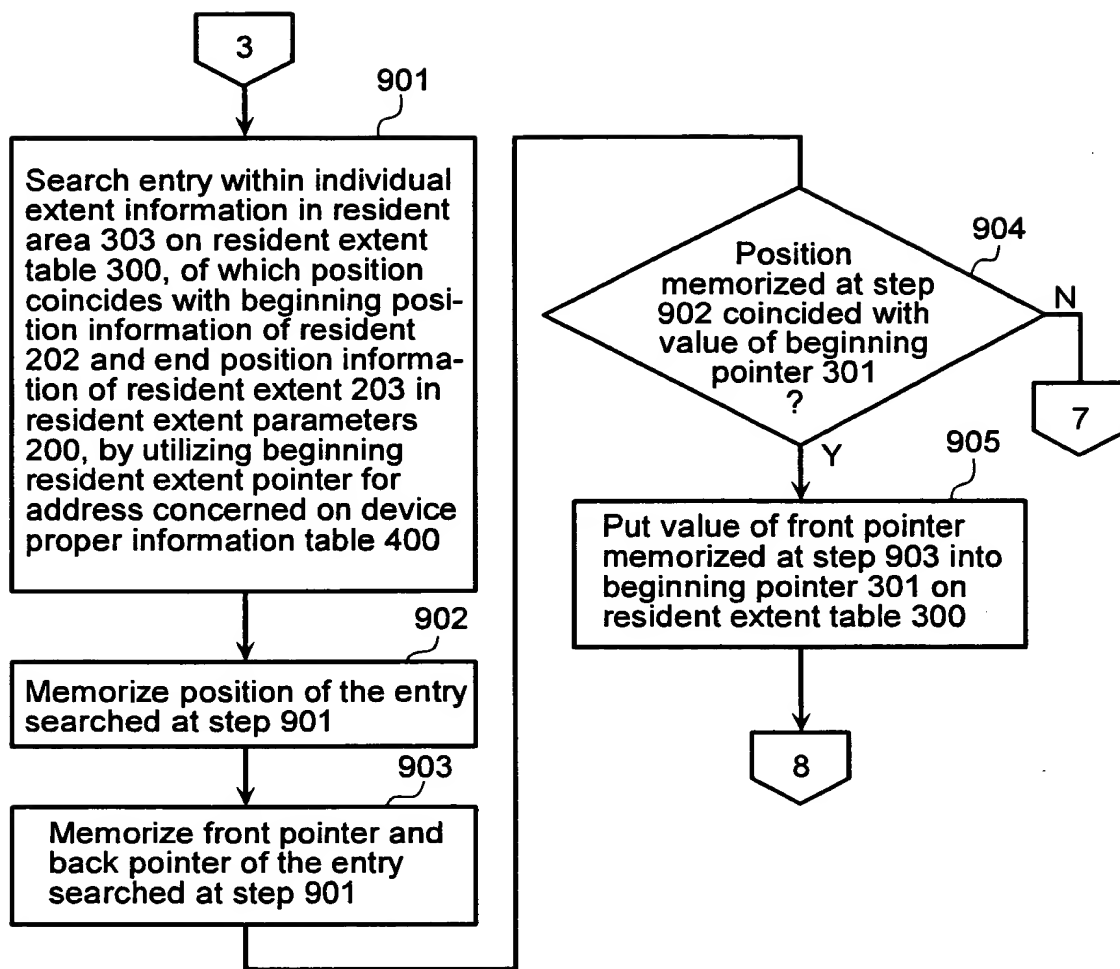 3
901
Search entry within individual
extent information in resident
area 303 on resident extent
table 300, of which position
coincides with beginning posi-
tion information of resident
202 and end position informa-
tion of resident extent 203 in
resident extent parameters
200, by utilizing beginning
resident extent pointer for
address concerned on device
proper information table 400
902
Memorize position of the entry
searched at step 901
903
Memorize front pointer and
back pointer of the entry
searched at step 901
904
Position
memorized at step
902 coincided with
value of beginning
pointer 301
?
N
7
Y
905
Put value of front pointer
memorized at step 903 into
beginning pointer 301 on
resident extent table 300
8